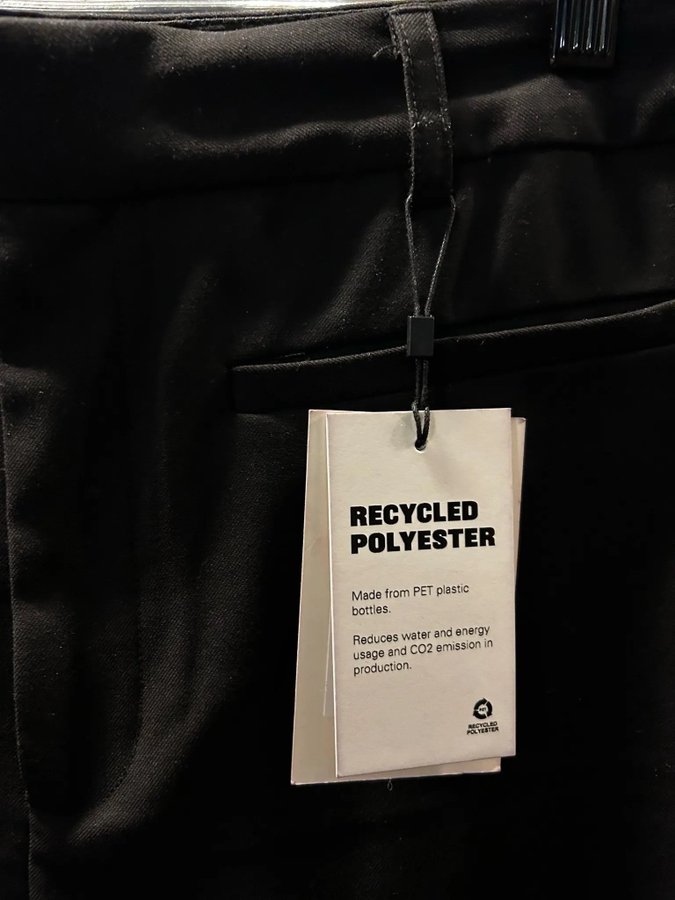 RECYCLED
POLYESTER
Made from PET plastic
bottles.
Reduces water and energy
usage and CO2 emission in
production.
PET
RECYCLED
POLYESTER